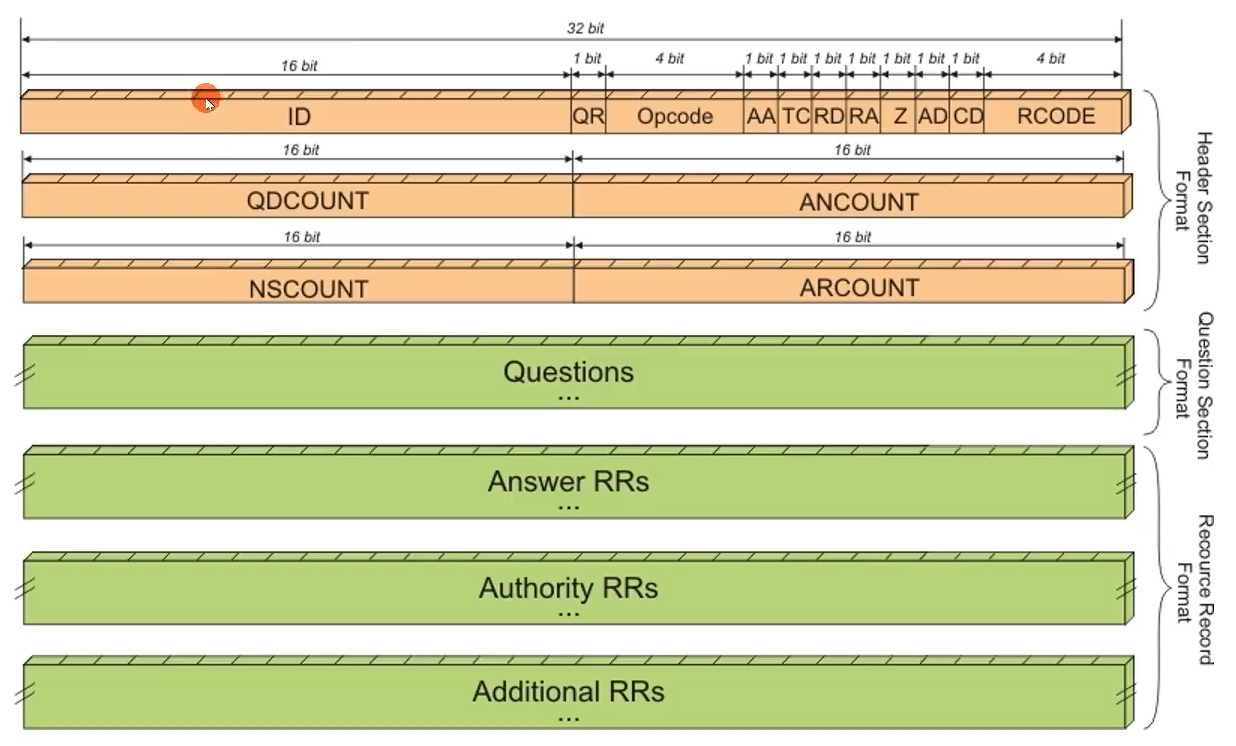 32 bit
16 bit 1 bit 4 bit 1 bit 1 bit 1 bit 1 bit 1 bit 1 bit 1 bit 4 bit
ID QR Opcode AA TC RD RA Z AD CD RCODE
16 bit 16 bit
QDCOUNT ANCOUNT
16 bit 16 bit
NSCOUNT ARCOUNT
Header Section
Format
Questions
...
Question Section
Format
Answer RRs
...
Authority RRs
...
Additional RRs
...
Recource Record
Format